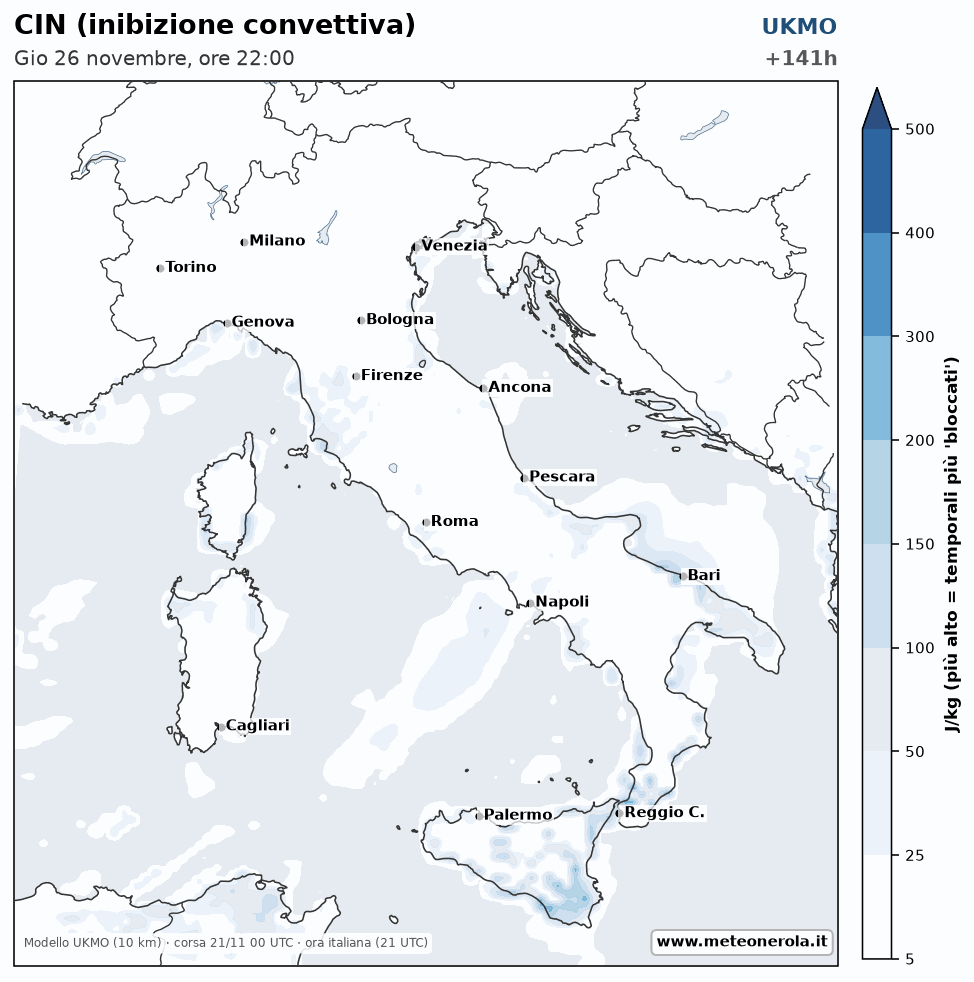 CIN (inibizione convettiva)
UKMO
Gio 26 novembre, ore 22:00
+141h
Milano
Venezia
Torino
Genova
Bologna
Firenze
Ancona
Pescara
Roma
Bari
Napoli
Cagliari
Palermo
Reggio C.
Modello UKMO (10 km) · corsa 21/11 00 UTC · ora italiana (21 UTC)
www.meteonerola.it
500
400
300
200
150
100
50
25
5
J/kg (più alto = temporali più 'bloccati')